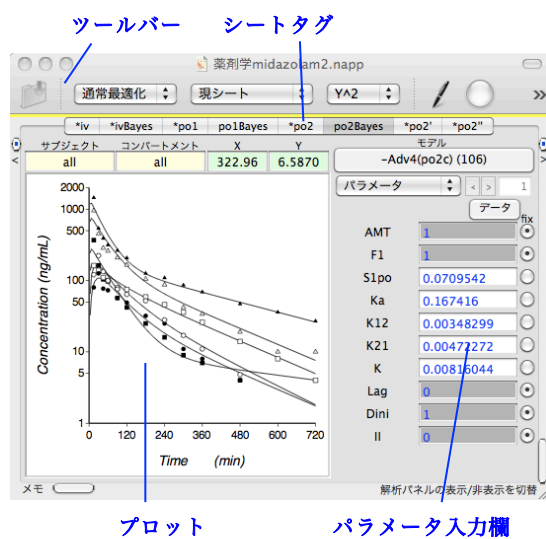 ツールバー シートタグ
薬剤学midazolam2.napp
通常最適化 現シート Y^2 »
*iv *ivBayes *po1 po1Bayes *po2 po2Bayes *po2' *po2''
サブジェクト コンパートメント X Y モデル
< all all 322.96 6.5870 -Adv4(po2c) (106) >
パラメータ < > 1
データ fix
AMT 1
F1 1
S1po 0.0709542
Ka 0.167416
K12 0.00348299
K21 0.00472272
K 0.00816044
Lag 0
Dini 1
II 0
Concentration (ng/mL)
2000
1000
500
100
50
10
5
1
0 120 240 360 480 600 720
Time (min)
メモ 解析パネルの表示/非表示を切替
プロット パラメータ入力欄